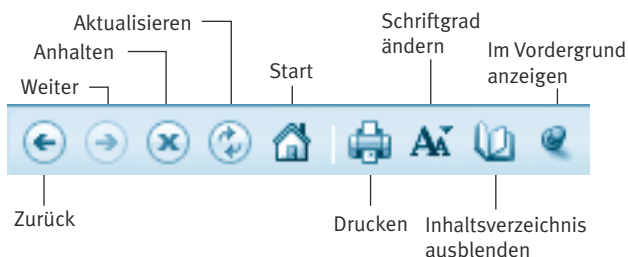 Aktualisieren
Anhalten
Weiter
Start
Schriftgrad
ändern
Im Vordergrund
anzeigen
Zurück
Drucken
Inhaltsverzeichnis
ausblenden